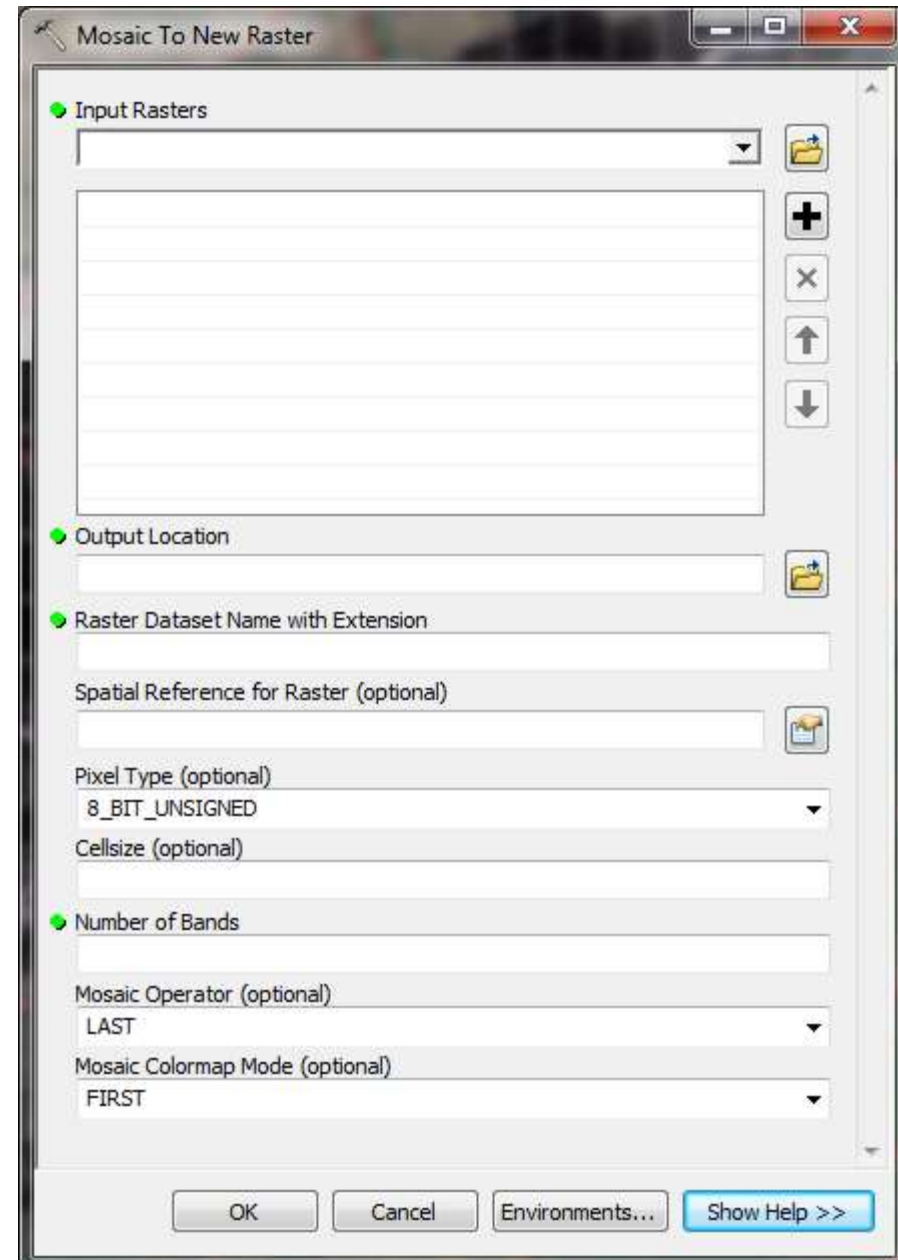 Mosaic To New Raster
Input Rasters
Output Location
Raster Dataset Name with Extension
Spatial Reference for Raster (optional)
Pixel Type (optional)
8_BIT_UNSIGNED
Cellsize (optional)
Number of Bands
Mosaic Operator (optional)
LAST
Mosaic Colormap Mode (optional)
FIRST
OK Cancel Environments... Show Help >>